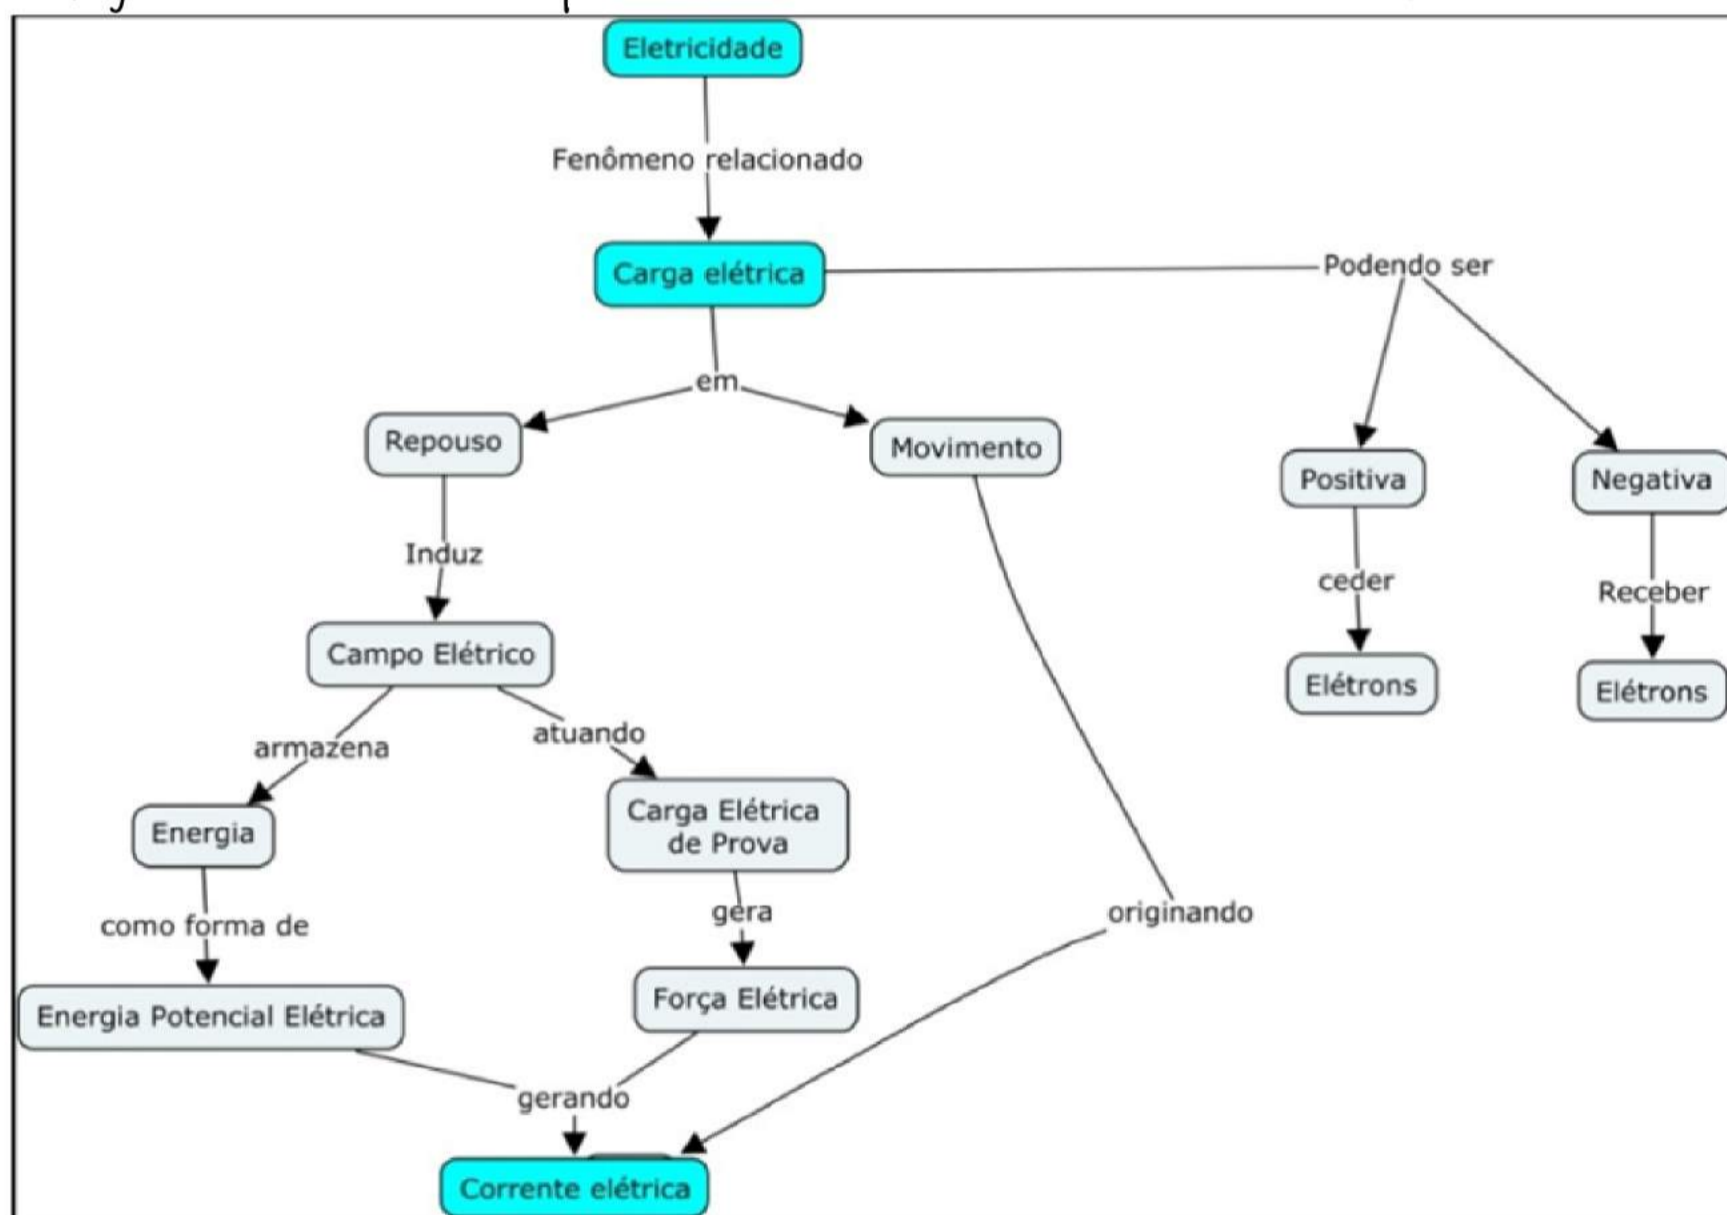 Eletricidade
Fenômeno relacionado
Carga elétrica
Podendo ser
em
Repouso
Movimento
Positiva
Negativa
Induz
ceder
Receber
Campo Elétrico
Elétrons
Elétrons
armazena
atuando
Energia
Carga Elétrica
de Prova
como forma de
gera
originando
Energia Potencial Elétrica
Força Elétrica
gerando
Corrente elétrica